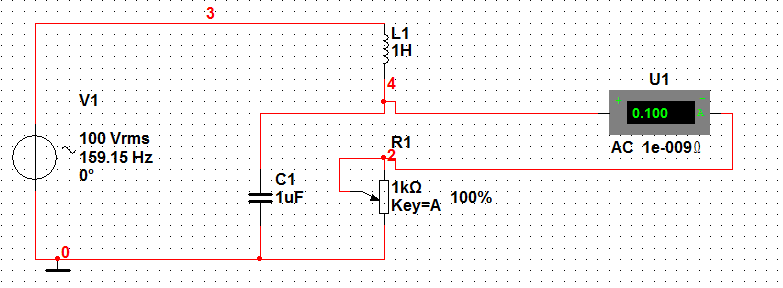 3
L1
1H
4
U1
V1
+ −
0.100 A
100 Vrms
159.15 Hz
0°
R1
AC 1e-009Ω
2
C1
1uF
1kΩ
Key=A
100%
0